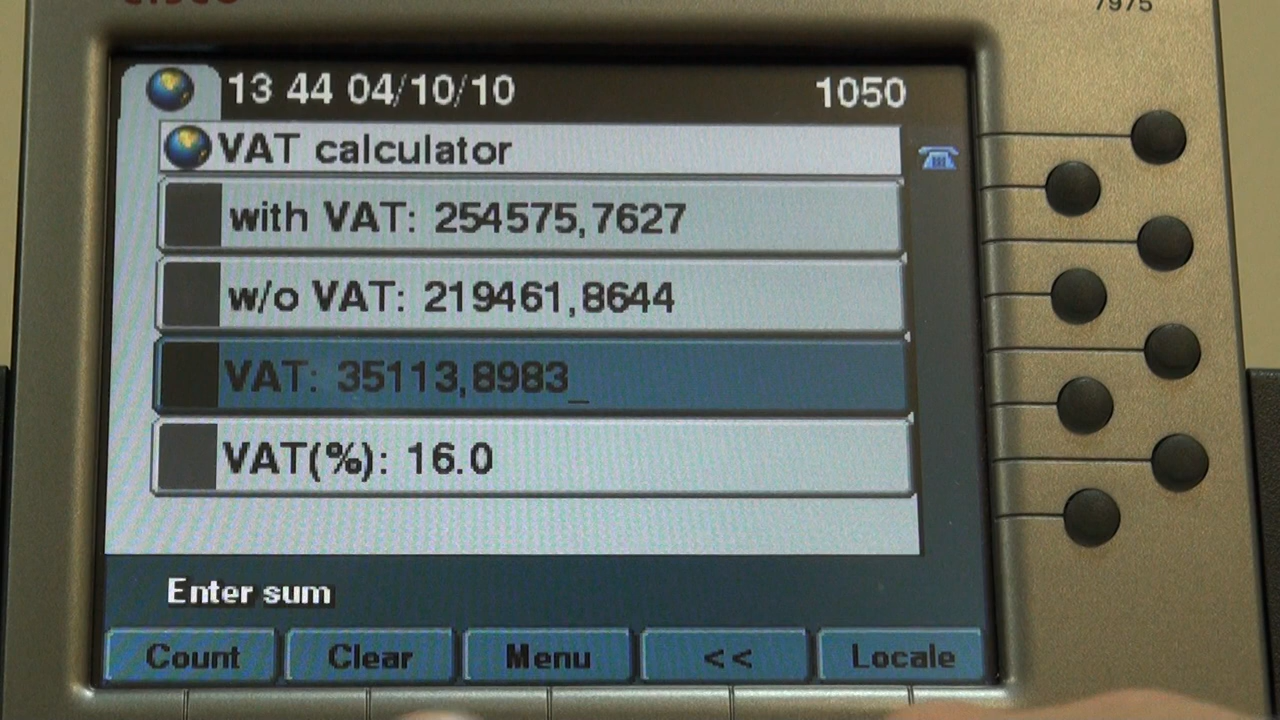 CISCO
7975
13 44 04/10/10 1050
VAT calculator
with VAT: 254575,7627
w/o VAT: 219461,8644
VAT: 35113,8983_
VAT(%): 16.0
Enter sum
Count Clear Menu << Locale